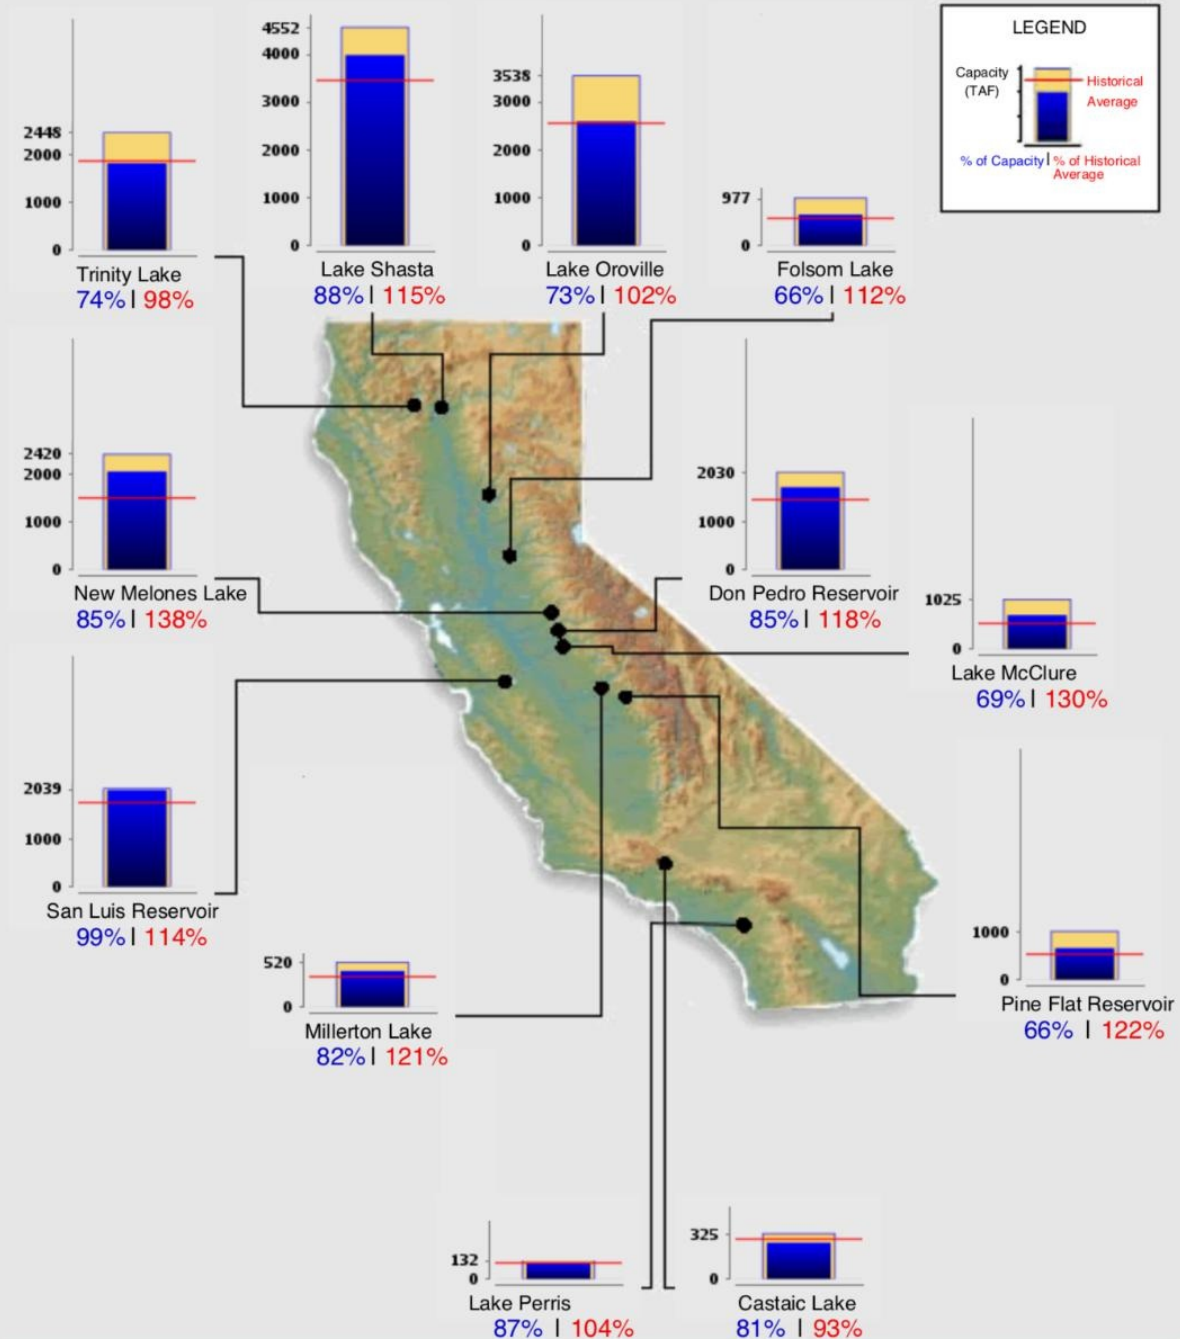 4552
4000
3000
2000
1000
0
Lake Shasta
88% | 115%
3538
3000
2000
1000
0
Lake Oroville
73% | 102%
977
0
Folsom Lake
66% | 112%
LEGEND
Capacity
(TAF)
Historical
Average
% of Capacity | % of Historical
Average
2448
2000
1000
0
Trinity Lake
74% | 98%
2420
2000
1000
0
New Melones Lake
85% | 138%
2030
1000
0
Don Pedro Reservoir
85% | 118%
1025
0
Lake McClure
69% | 130%
2039
1000
0
San Luis Reservoir
99% | 114%
520
0
Millerton Lake
82% | 121%
1000
0
Pine Flat Reservoir
66% | 122%
132
0
Lake Perris
87% | 104%
325
0
Castaic Lake
81% | 93%